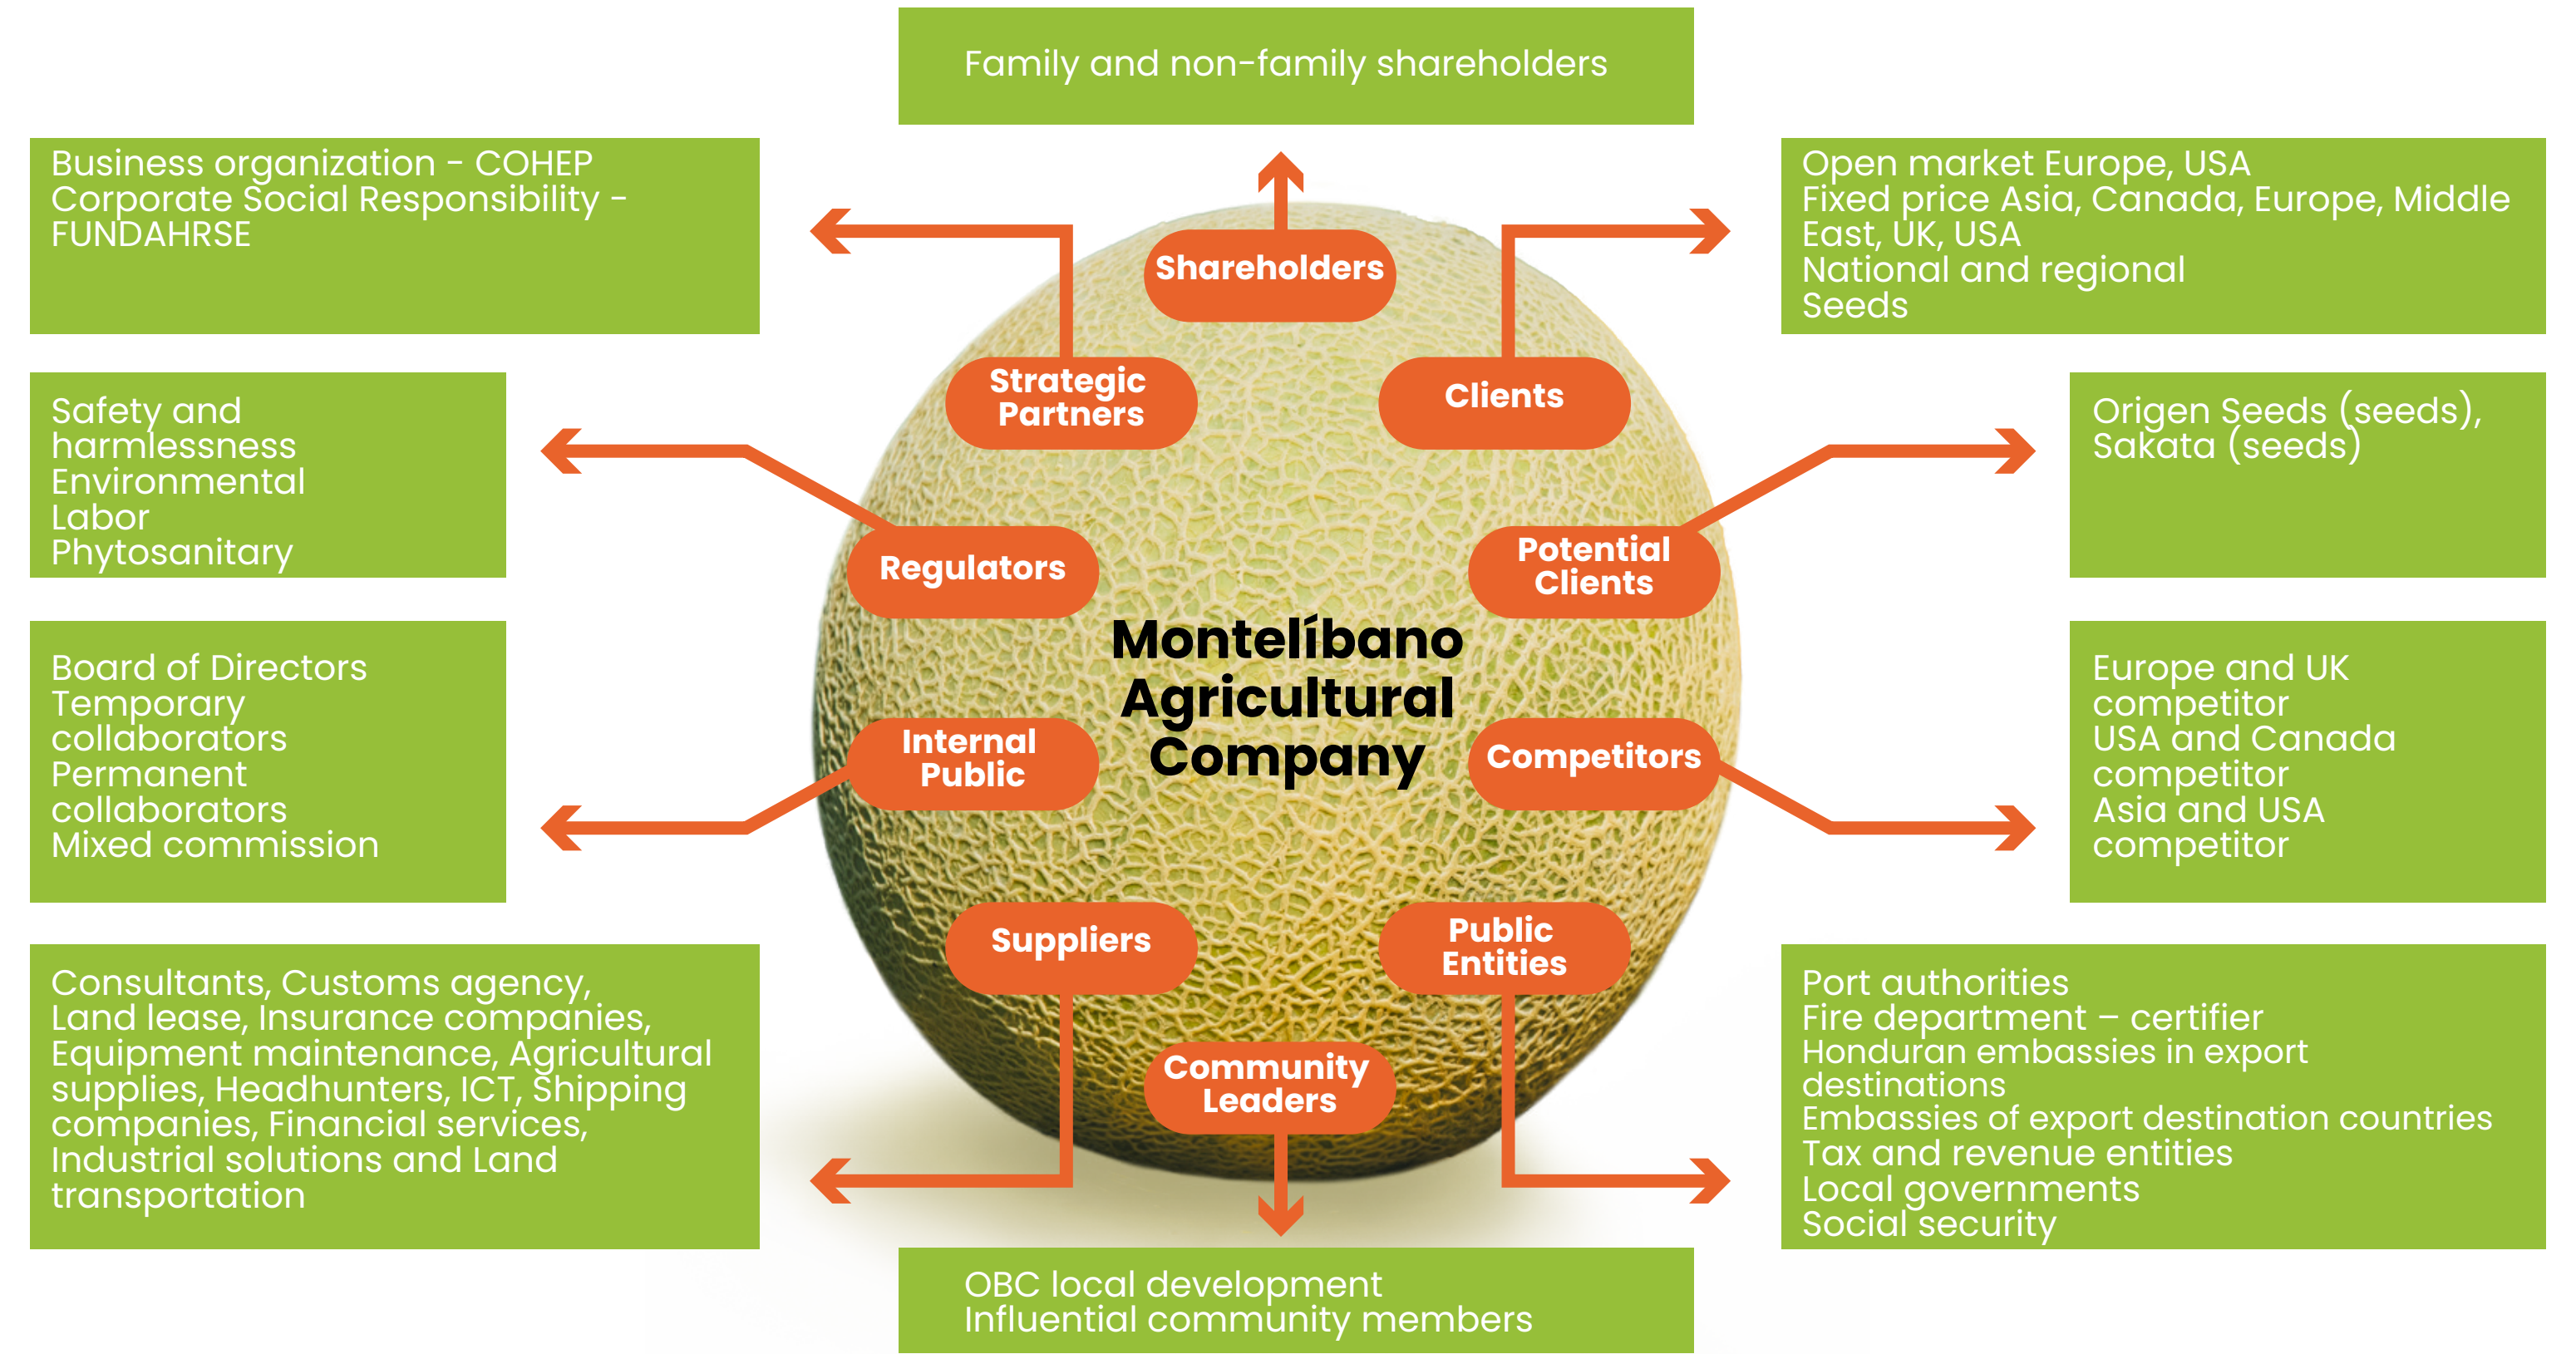 Family and non-family shareholders
Business organization - COHEP
Corporate Social Responsibility -
FUNDAHRSE
Open market Europe, USA
Fixed price Asia, Canada, Europe, Middle
East, UK, USA
National and regional
Seeds
Shareholders
Strategic
Partners
Clients
Safety and
harmlessness
Environmental
Labor
Phytosanitary
Origen Seeds (seeds),
Sakata (seeds)
Regulators
Potential
Clients
Montelíbano
Agricultural
Company
Board of Directors
Temporary
collaborators
Permanent
collaborators
Mixed commission
Internal
Public
Competitors
Europe and UK
competitor
USA and Canada
competitor
Asia and USA
competitor
Suppliers
Public
Entities
Consultants, Customs agency,
Land lease, Insurance companies,
Equipment maintenance, Agricultural
supplies, Headhunters, ICT, Shipping
companies, Financial services,
Industrial solutions and Land
transportation
Community
Leaders
Port authorities
Fire department – certifier
Honduran embassies in export
destinations
Embassies of export destination countries
Tax and revenue entities
Local governments
Social security
OBC local development
Influential community members